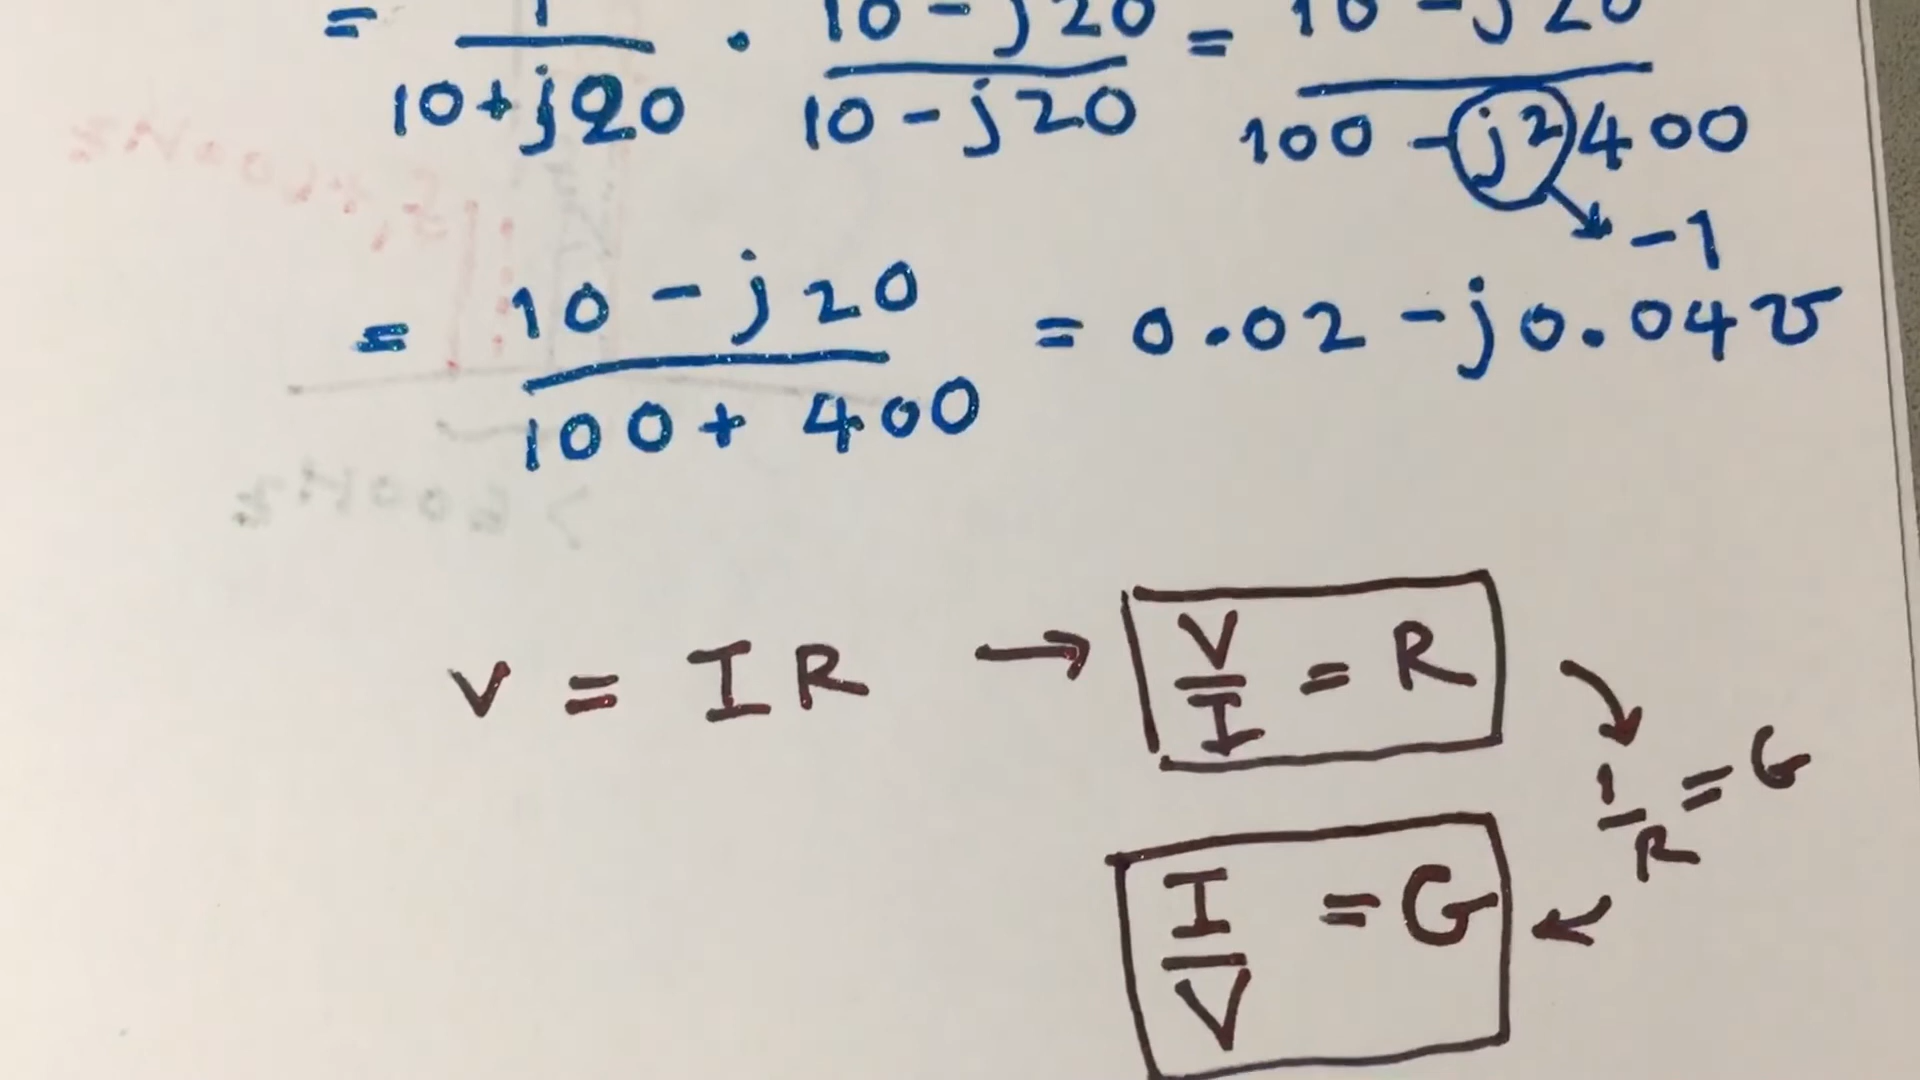 = 1/10+j20 · 10-j20/10-j20 = 10-j20/100-j²400
-1
= 10-j20/100+400 = 0.02-j0.04℧
V = IR → V/I = R
1/R = G
I/V = G